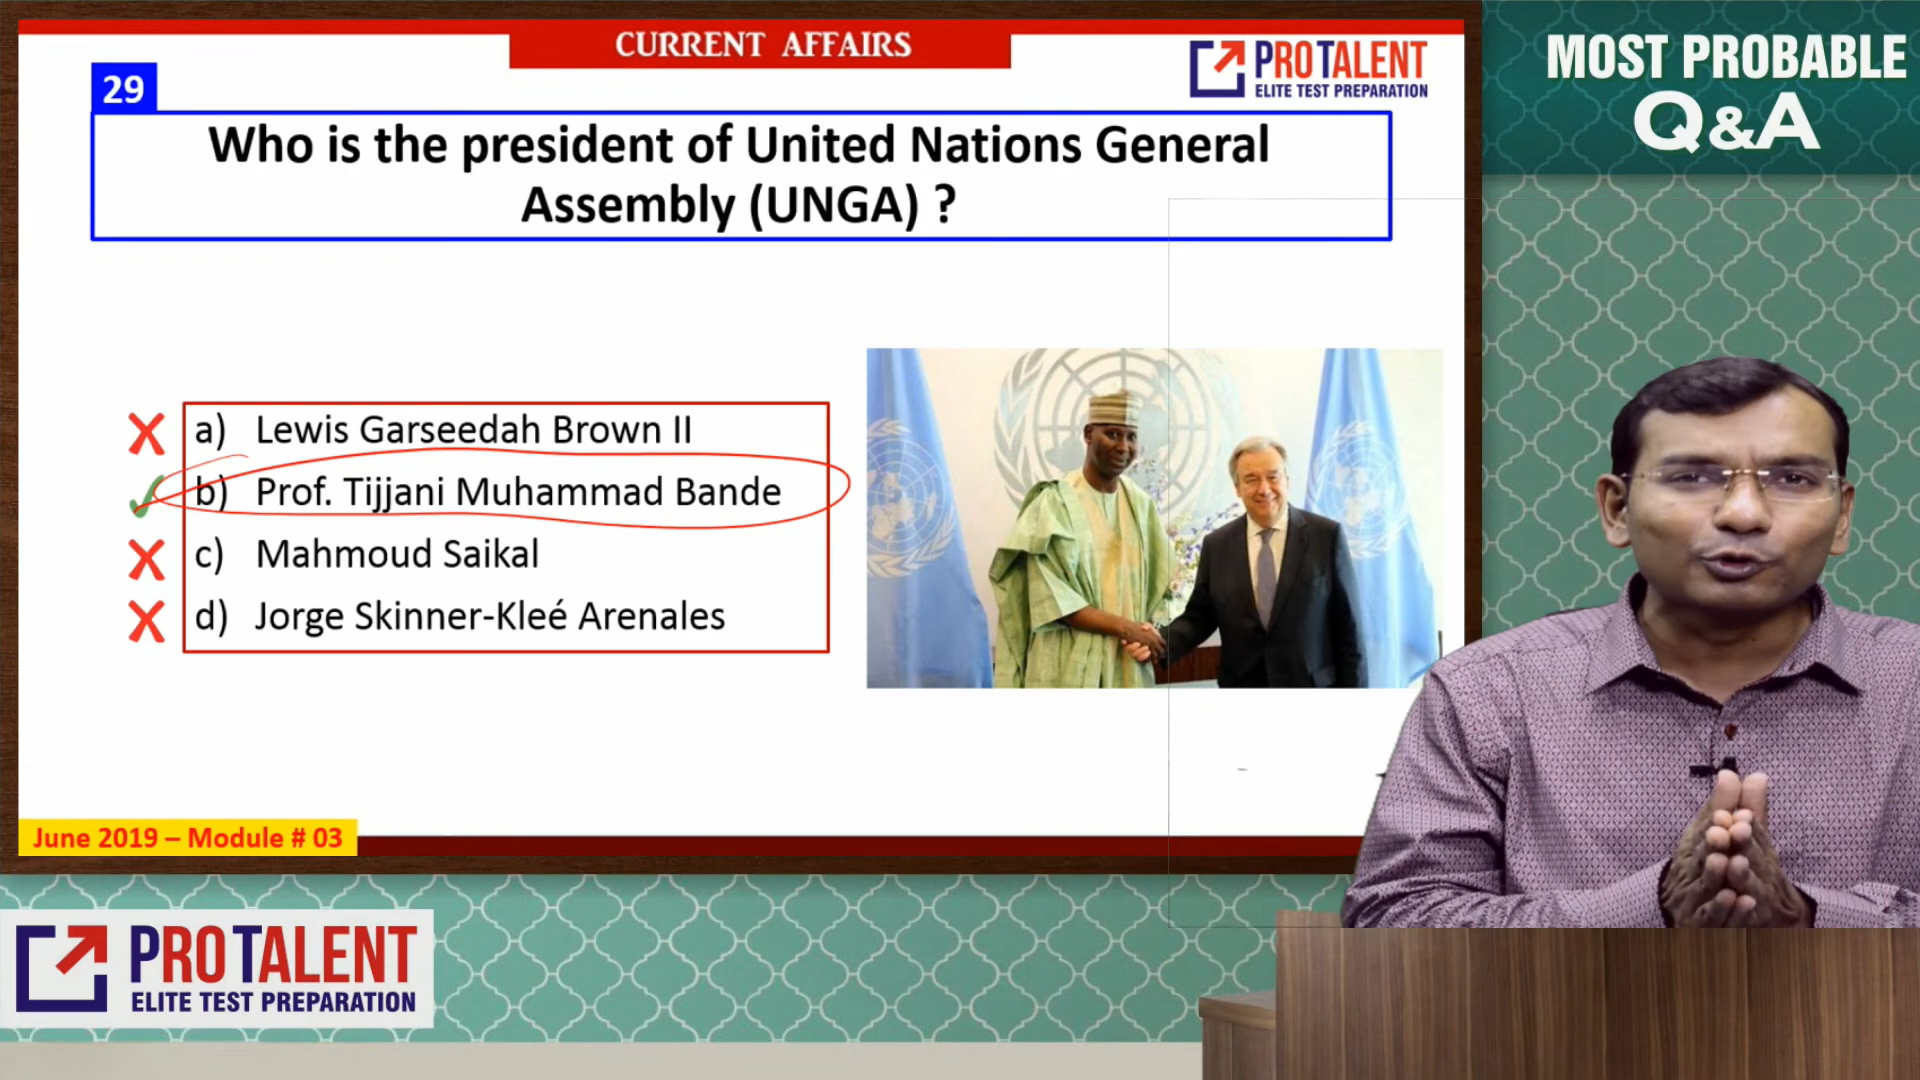 CURRENT AFFAIRS
PROTALENT
ELITE TEST PREPARATION
MOST PROBABLE
Q&A
29
Who is the president of United Nations General
Assembly (UNGA) ?
a) Lewis Garseedah Brown II
b) Prof. Tijjani Muhammad Bande
c) Mahmoud Saikal
d) Jorge Skinner-Kleé Arenales
June 2019 – Module # 03
PROTALENT
ELITE TEST PREPARATION